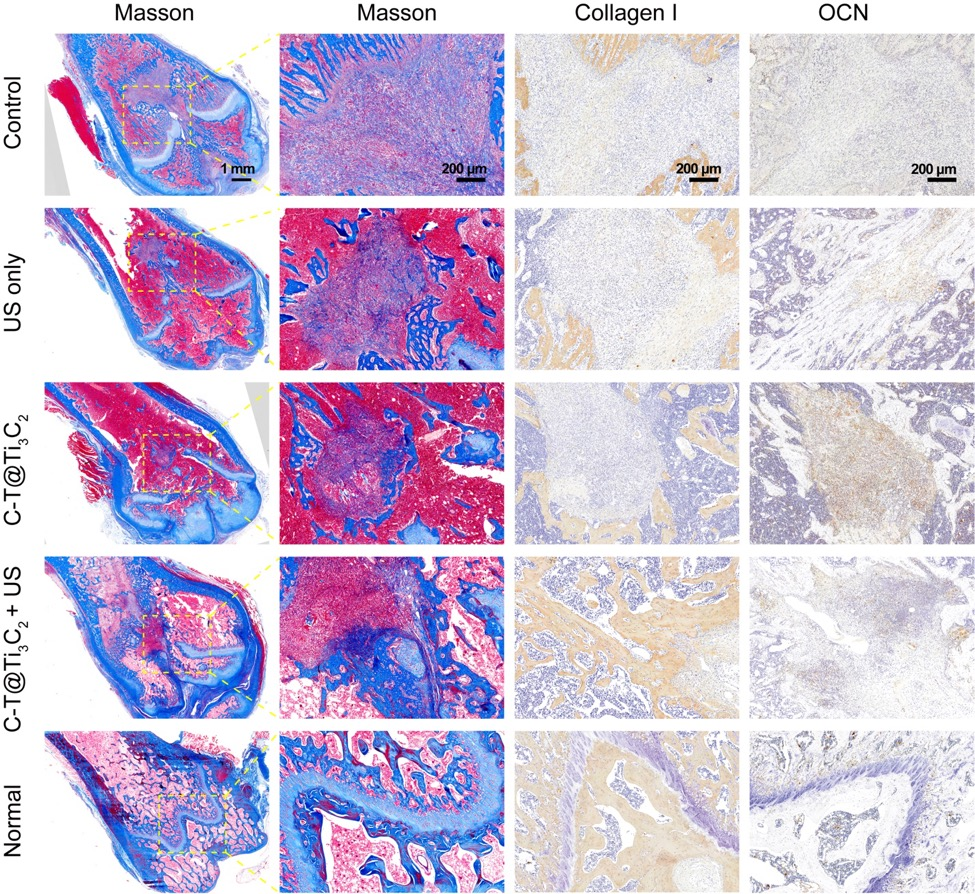 Masson Masson Collagen I OCN
Control
1 mm 200 µm 200 µm 200 µm
US only
C-T@Ti₃C₂
C-T@Ti₃C₂ + US
Normal